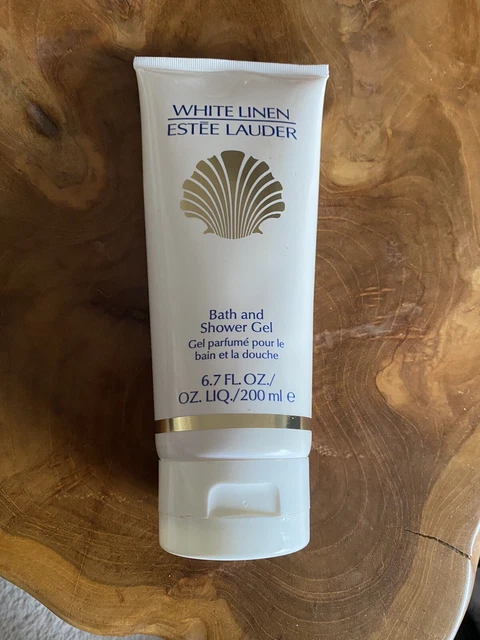 WHITE LINEN
ESTĒE LAUDER
Bath and
Shower Gel
Gel parfumé pour le
bain et la douche
6.7 FL. OZ./
OZ. LIQ./200 ml ℮